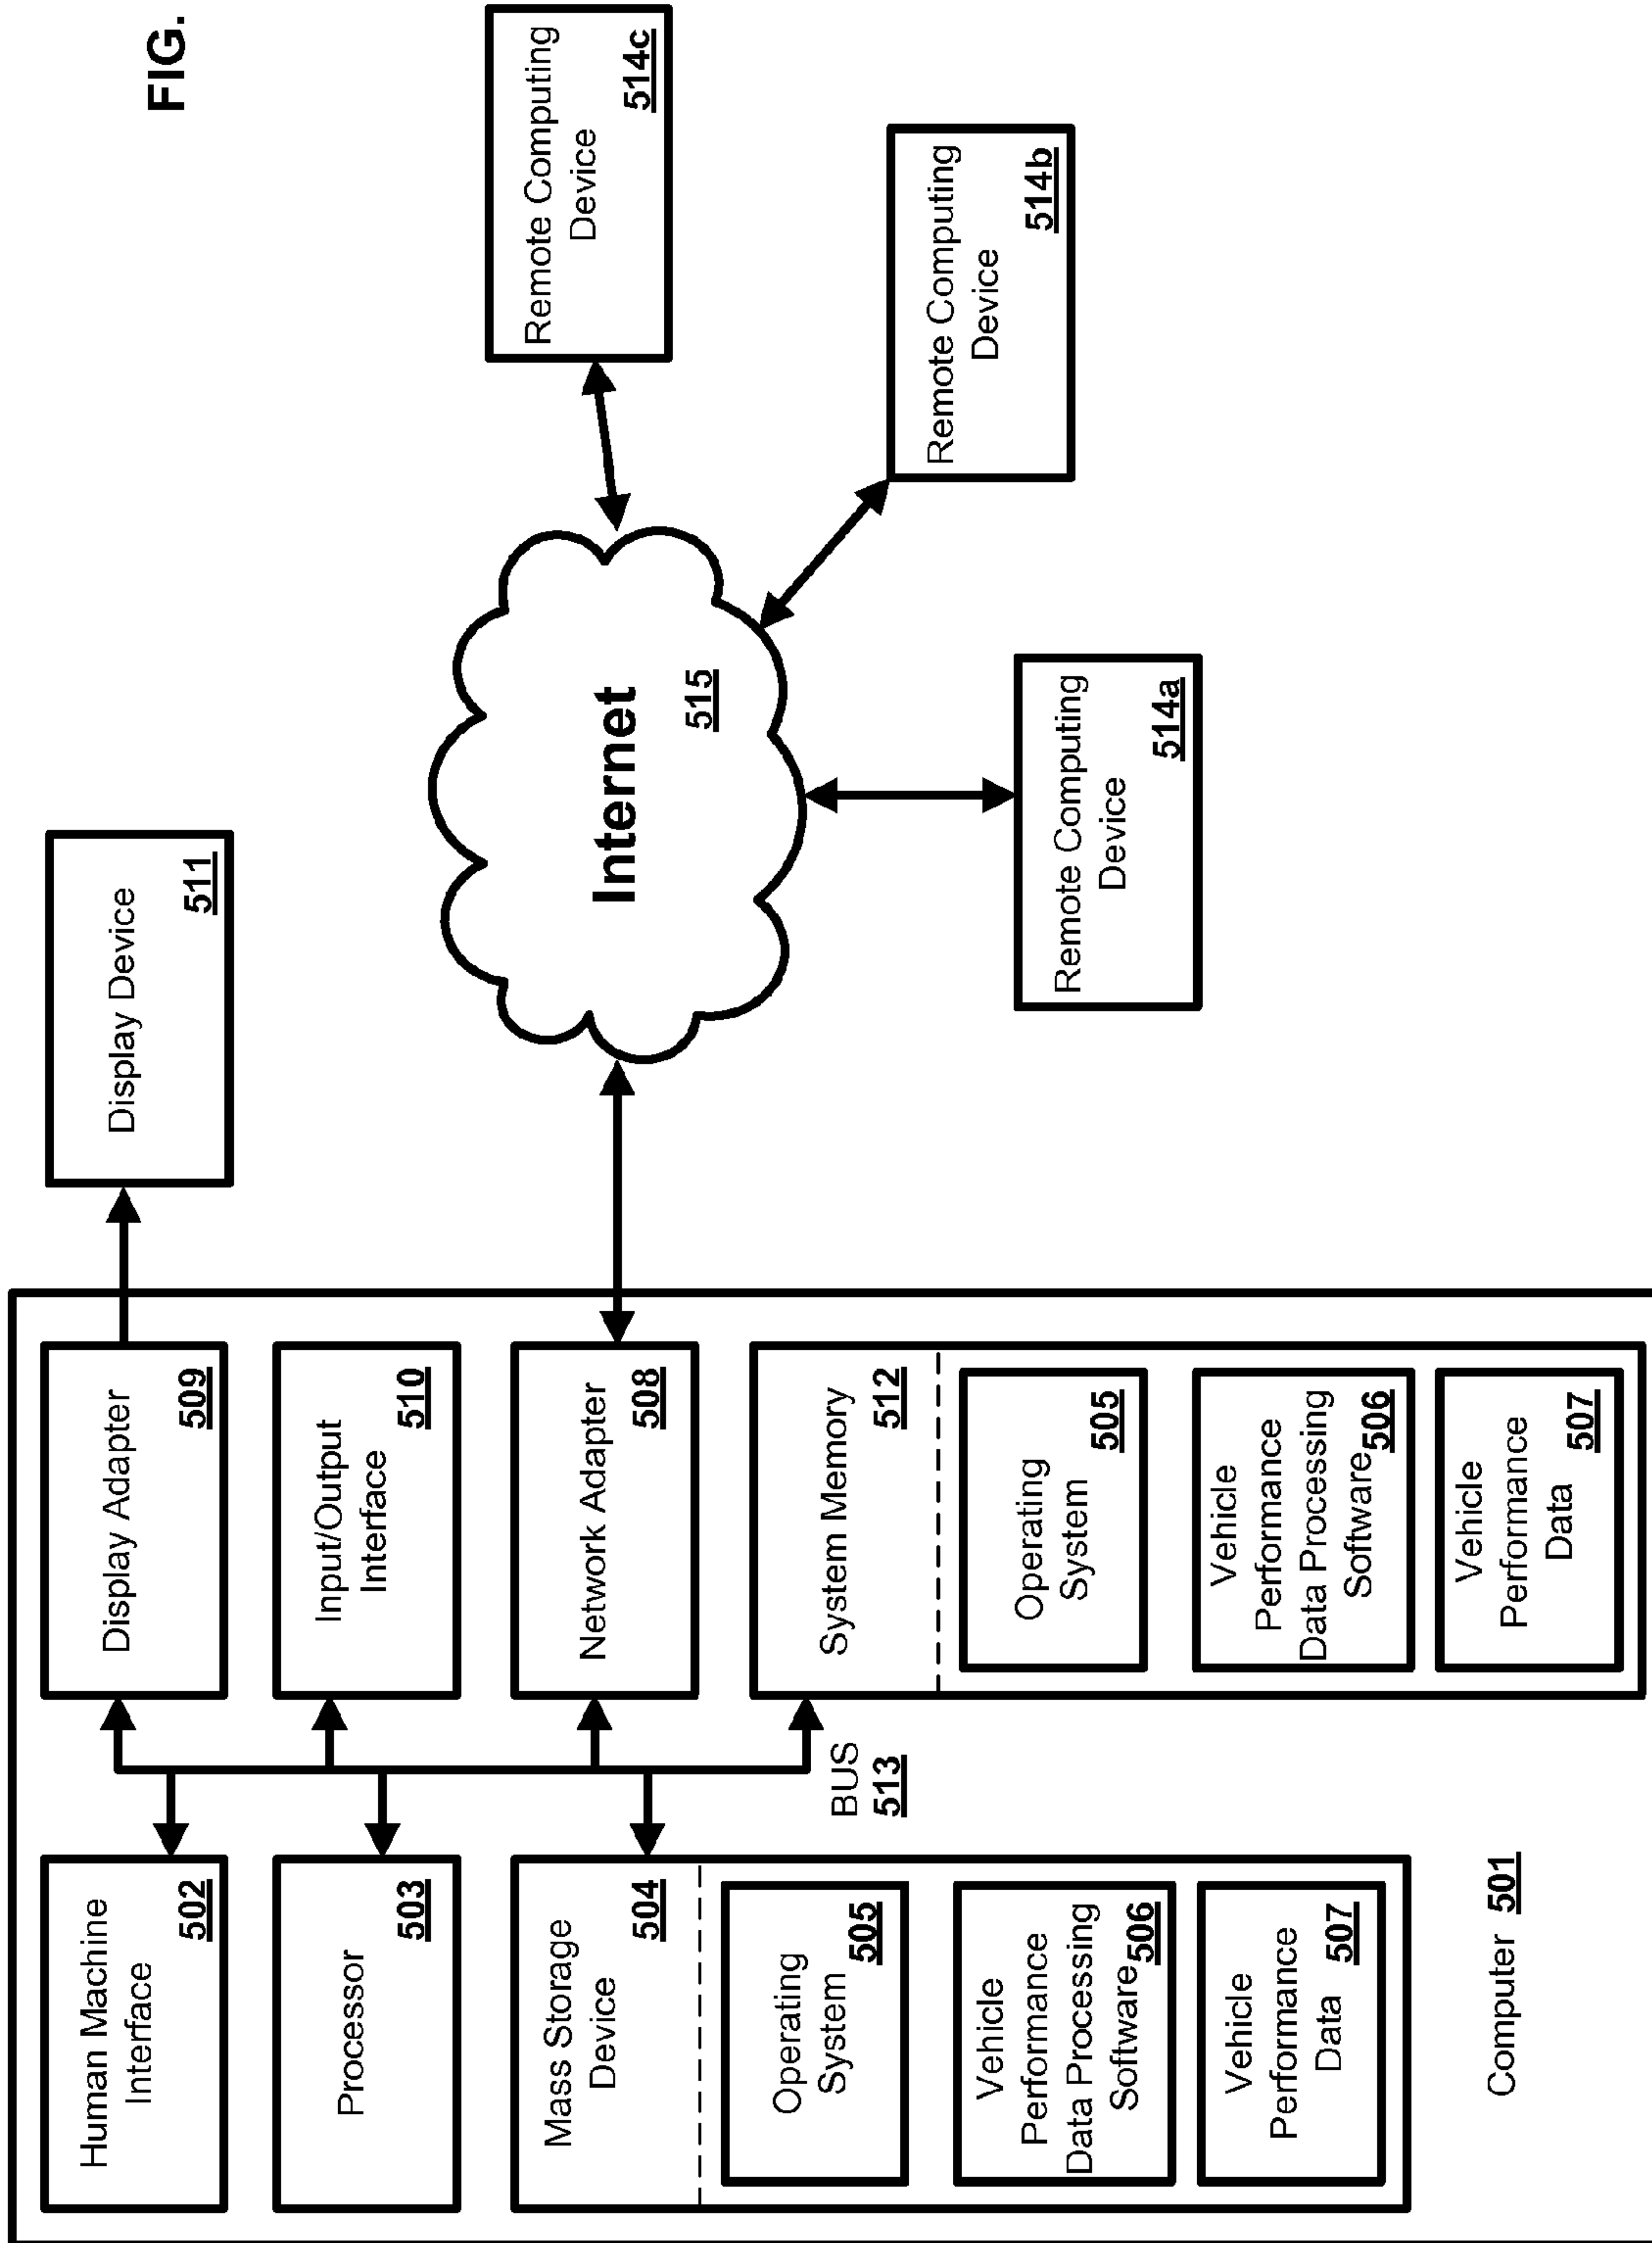 FIG.
Human Machine
Interface
502
Processor
503
Mass Storage
Device
504
Operating
System
505
Vehicle
Performance
Data Processing
Software
506
Vehicle
Performance
Data
507
Display Adapter
509
Input/Output
Interface
510
Network Adapter
508
System Memory
512
Operating
System
505
Vehicle
Performance
Data Processing
Software
506
Vehicle
Performance
Data
507
BUS
513
Computer 501
Display Device
511
Internet
515
Remote Computing
Device
514a
Remote Computing
Device
514b
Remote Computing
Device
514c